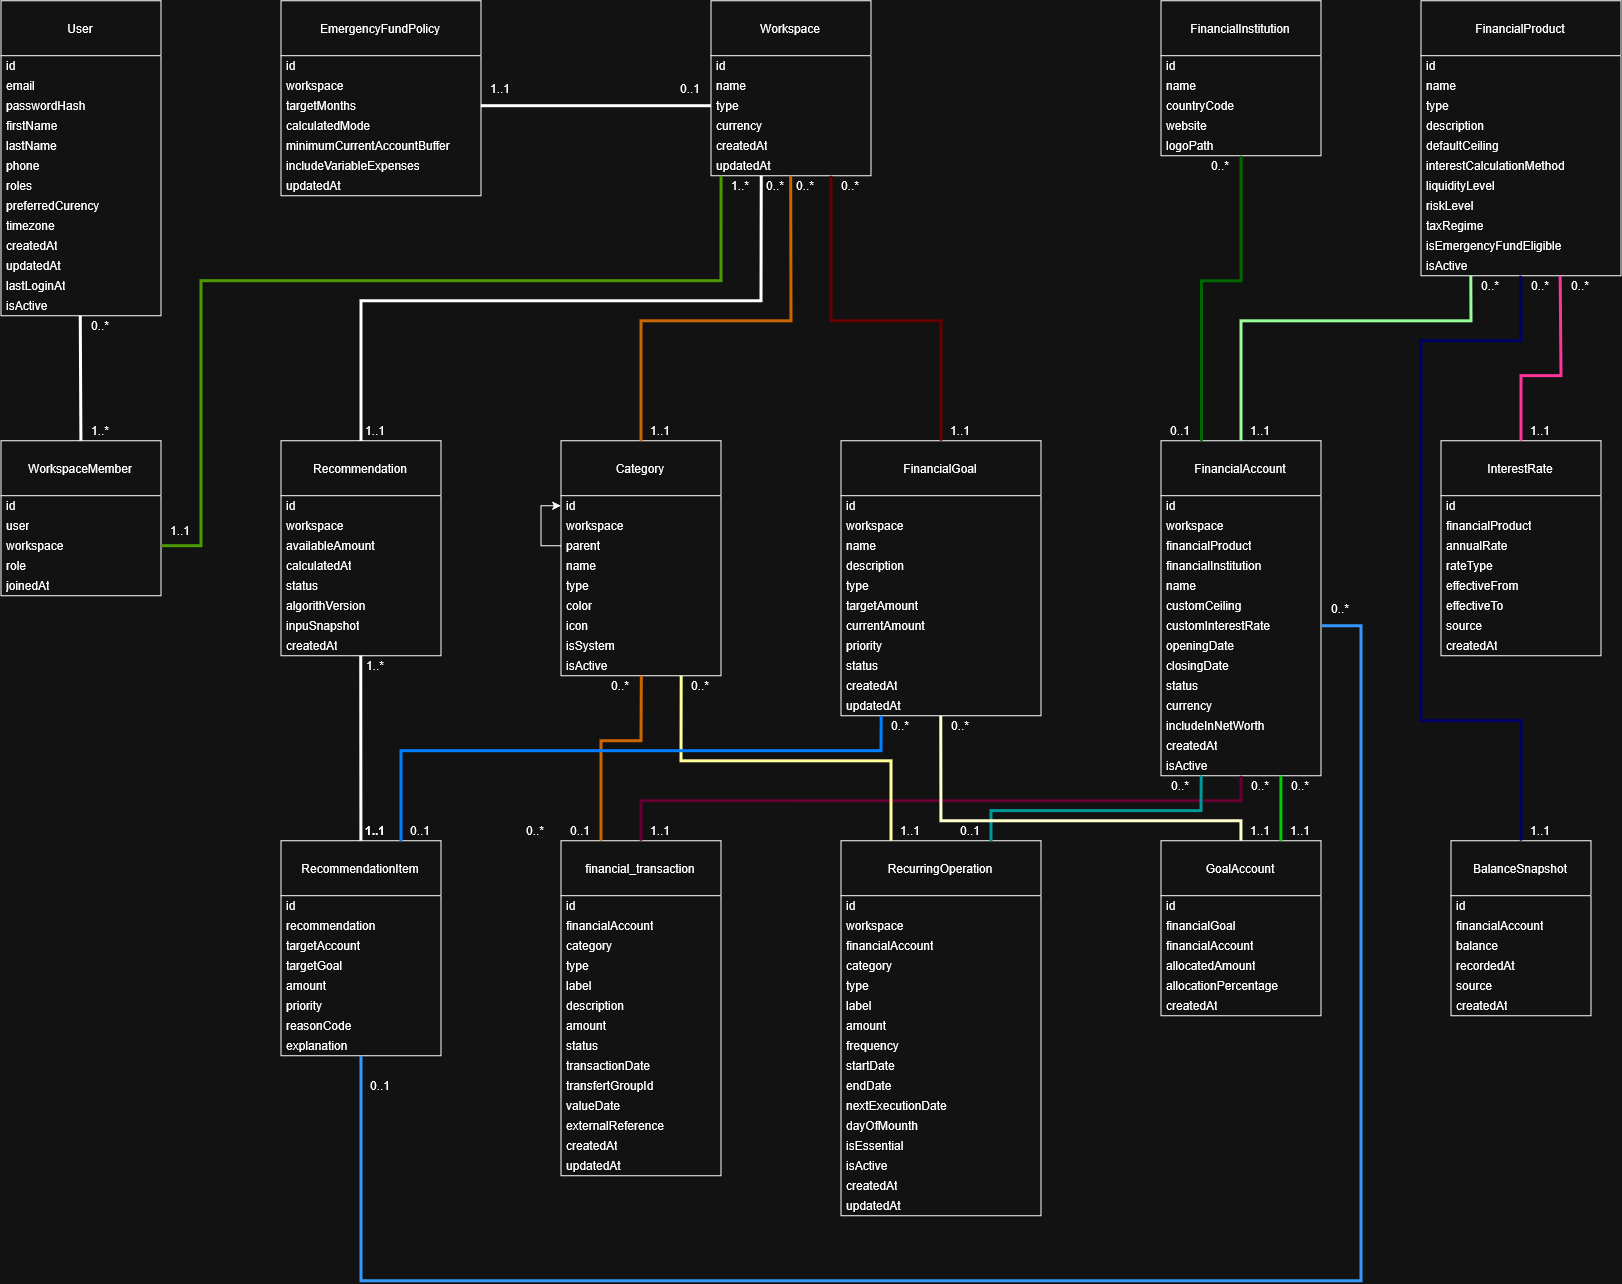 User
id
email
passwordHash
firstName
lastName
phone
roles
preferredCurency
timezone
createdAt
updatedAt
lastLoginAt
isActive
0..*
EmergencyFundPolicy
id
workspace
targetMonths
calculatedMode
minimumCurrentAccountBuffer
includeVariableExpenses
updatedAt
1..1
0..1
Workspace
id
name
type
currency
createdAt
updatedAt
1..*
0..*
0..*
0..*
FinancialInstitution
id
name
countryCode
website
logoPath
0..*
FinancialProduct
id
name
type
description
defaultCeiling
interestCalculationMethod
liquidityLevel
riskLevel
taxRegime
isEmergencyFundEligible
isActive
0..*
0..*
0..*
1..*
WorkspaceMember
id
user
workspace
role
joinedAt
1..1
1..1
Recommendation
id
workspace
availableAmount
calculatedAt
status
algorithVersion
inpuSnapshot
createdAt
1..*
1..1
Category
id
workspace
parent
name
type
color
icon
isSystem
isActive
0..*
0..*
1..1
FinancialGoal
id
workspace
name
description
type
targetAmount
currentAmount
priority
status
createdAt
updatedAt
0..*
0..*
0..1
1..1
FinancialAccount
id
workspace
financialProduct
financialInstitution
name
customCeiling
customInterestRate
openingDate
closingDate
status
currency
includeInNetWorth
createdAt
isActive
0..*
0..*
0..*
0..*
1..1
InterestRate
id
financialProduct
annualRate
rateType
effectiveFrom
effectiveTo
source
createdAt
1..1
0..1
RecommendationItem
id
recommendation
targetAccount
targetGoal
amount
priority
reasonCode
explanation
0..1
0..*
0..1
1..1
financial_transaction
id
financialAccount
category
type
label
description
amount
status
transactionDate
transfertGroupId
valueDate
externalReference
createdAt
updatedAt
1..1
0..1
RecurringOperation
id
workspace
financialAccount
category
type
label
amount
frequency
startDate
endDate
nextExecutionDate
dayOfMounth
isEssential
isActive
createdAt
updatedAt
1..1
1..1
GoalAccount
id
financialGoal
financialAccount
allocatedAmount
allocationPercentage
createdAt
1..1
BalanceSnapshot
id
financialAccount
balance
recordedAt
source
createdAt